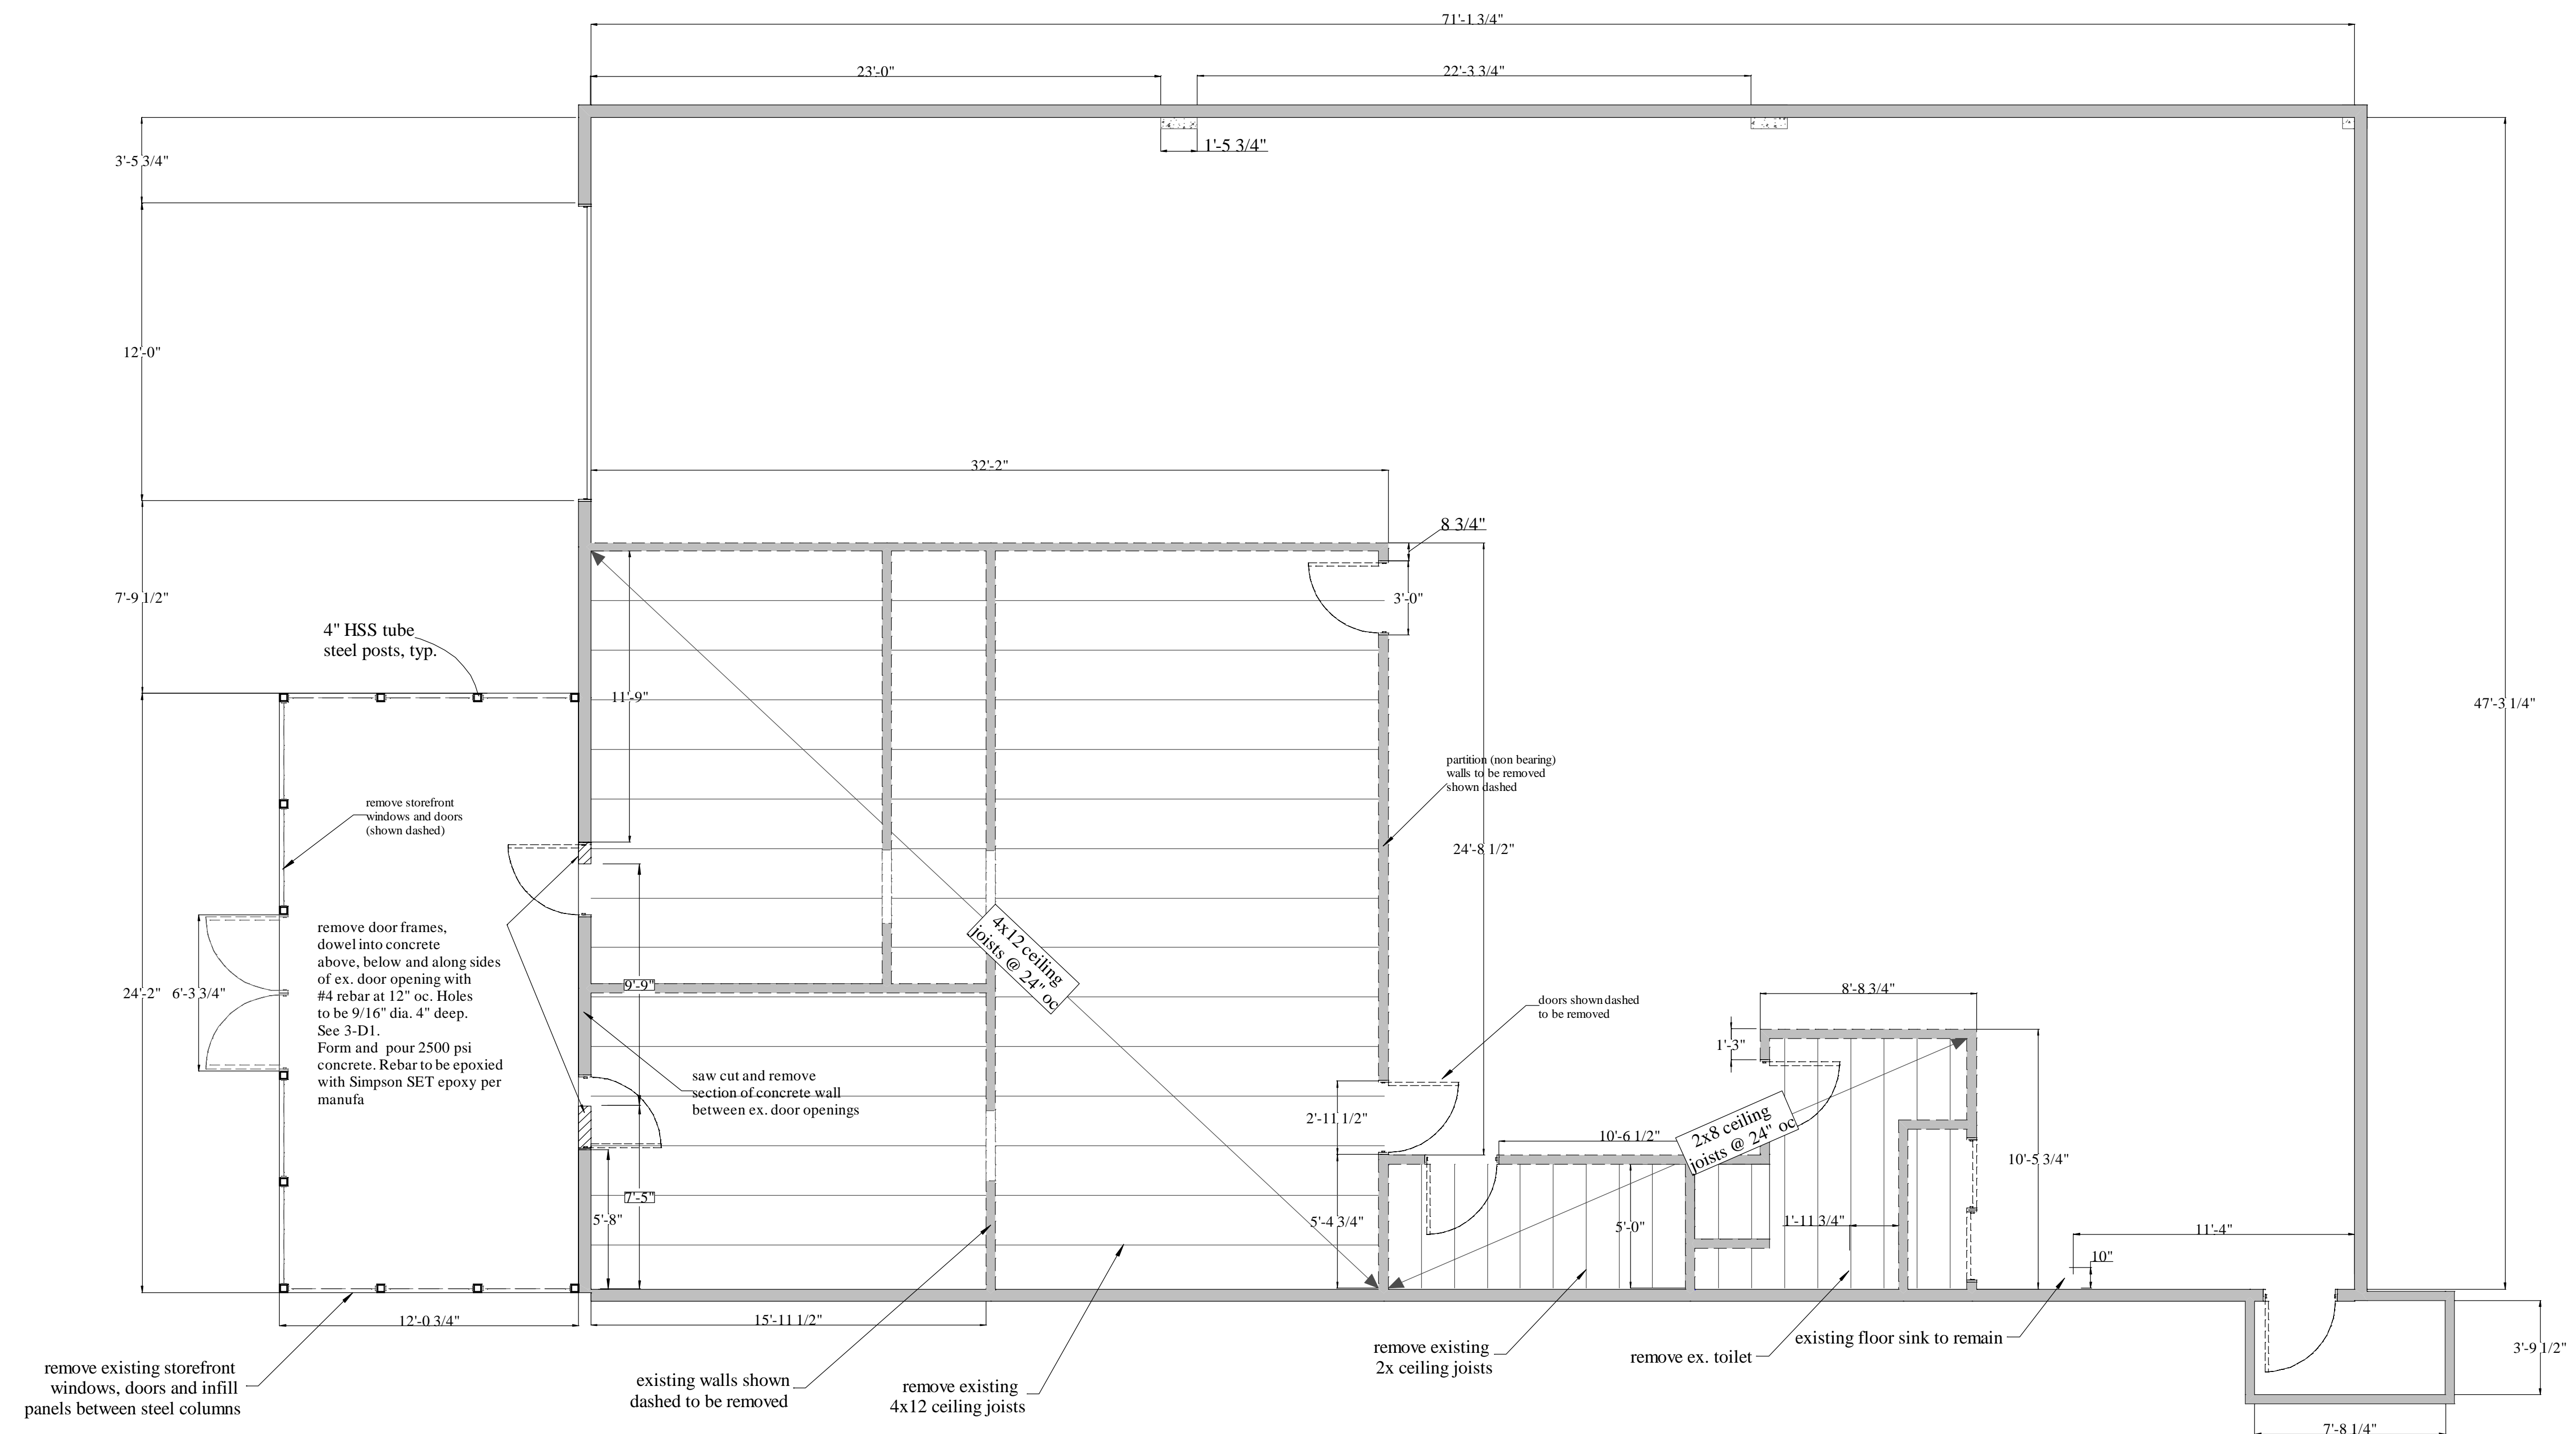 71'-1 3/4"
23'-0"
22'-3 3/4"
1'-5 3/4"
3'-5 3/4"
12'-0"
32'-2"
8 3/4"
3'-0"
7'-9 1/2"
4" HSS tube
steel posts, typ.
11'-9"
47'-3 1/4"
partition (non bearing)
walls to be removed
shown dashed
remove storefront
windows and doors
(shown dashed)
24'-8 1/2"
4x12 ceiling
joists @ 24" oc
remove door frames,
dowel into concrete
above, below and along sides
of ex. door opening with
#4 rebar at 12" oc. Holes
to be 9/16" dia. 4" deep.
See 3-D1.
Form and pour 2500 psi
concrete. Rebar to be epoxied
with Simpson SET epoxy per
manufa
24'-2"
6'-3 3/4"
9'-9"
8'-8 3/4"
doors shown dashed
to be removed
1'-3"
saw cut and remove
section of concrete wall
between ex. door openings
2'-11 1/2"
10'-6 1/2"
2x8 ceiling
joists @ 24" oc
10'-5 3/4"
7'-5"
5'-8"
5'-4 3/4"
5'-0"
1'-11 3/4"
11'-4"
10"
12'-0 3/4"
15'-11 1/2"
remove existing storefront
windows, doors and infill
panels between steel columns
existing walls shown
dashed to be removed
remove existing
4x12 ceiling joists
remove existing
2x ceiling joists
remove ex. toilet
existing floor sink to remain
3'-9 1/2"
7'-8 1/4"